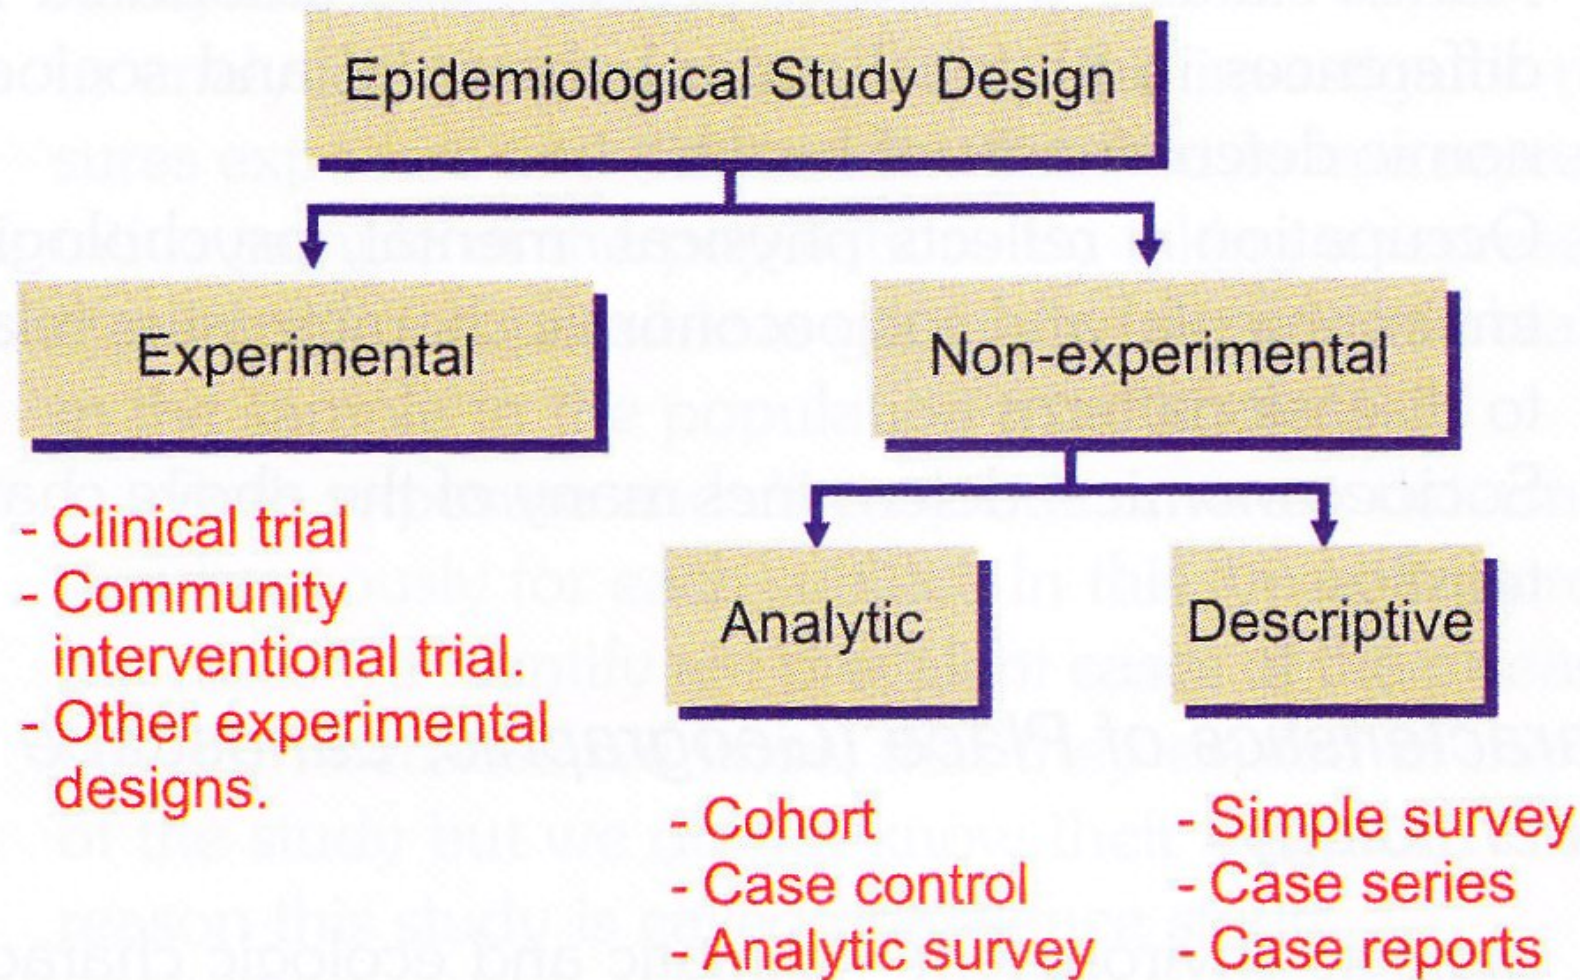 Epidemiological Study Design
Experimental
Non-experimental
- Clinical trial
- Community
interventional trial.
- Other experimental
designs.
Analytic
Descriptive
- Cohort
- Case control
- Analytic survey
- Simple survey
- Case series
- Case reports